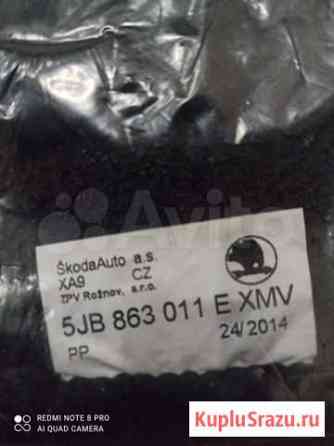 Avito
ŠkodaAuto a.s.
XA9 CZ
IPV Rožnov, s.r.o.
5JB 863 011 E XMV
24/2014
PP
REDMI NOTE 8 PRO
AI QUAD CAMERA
KupluSrazu.ru